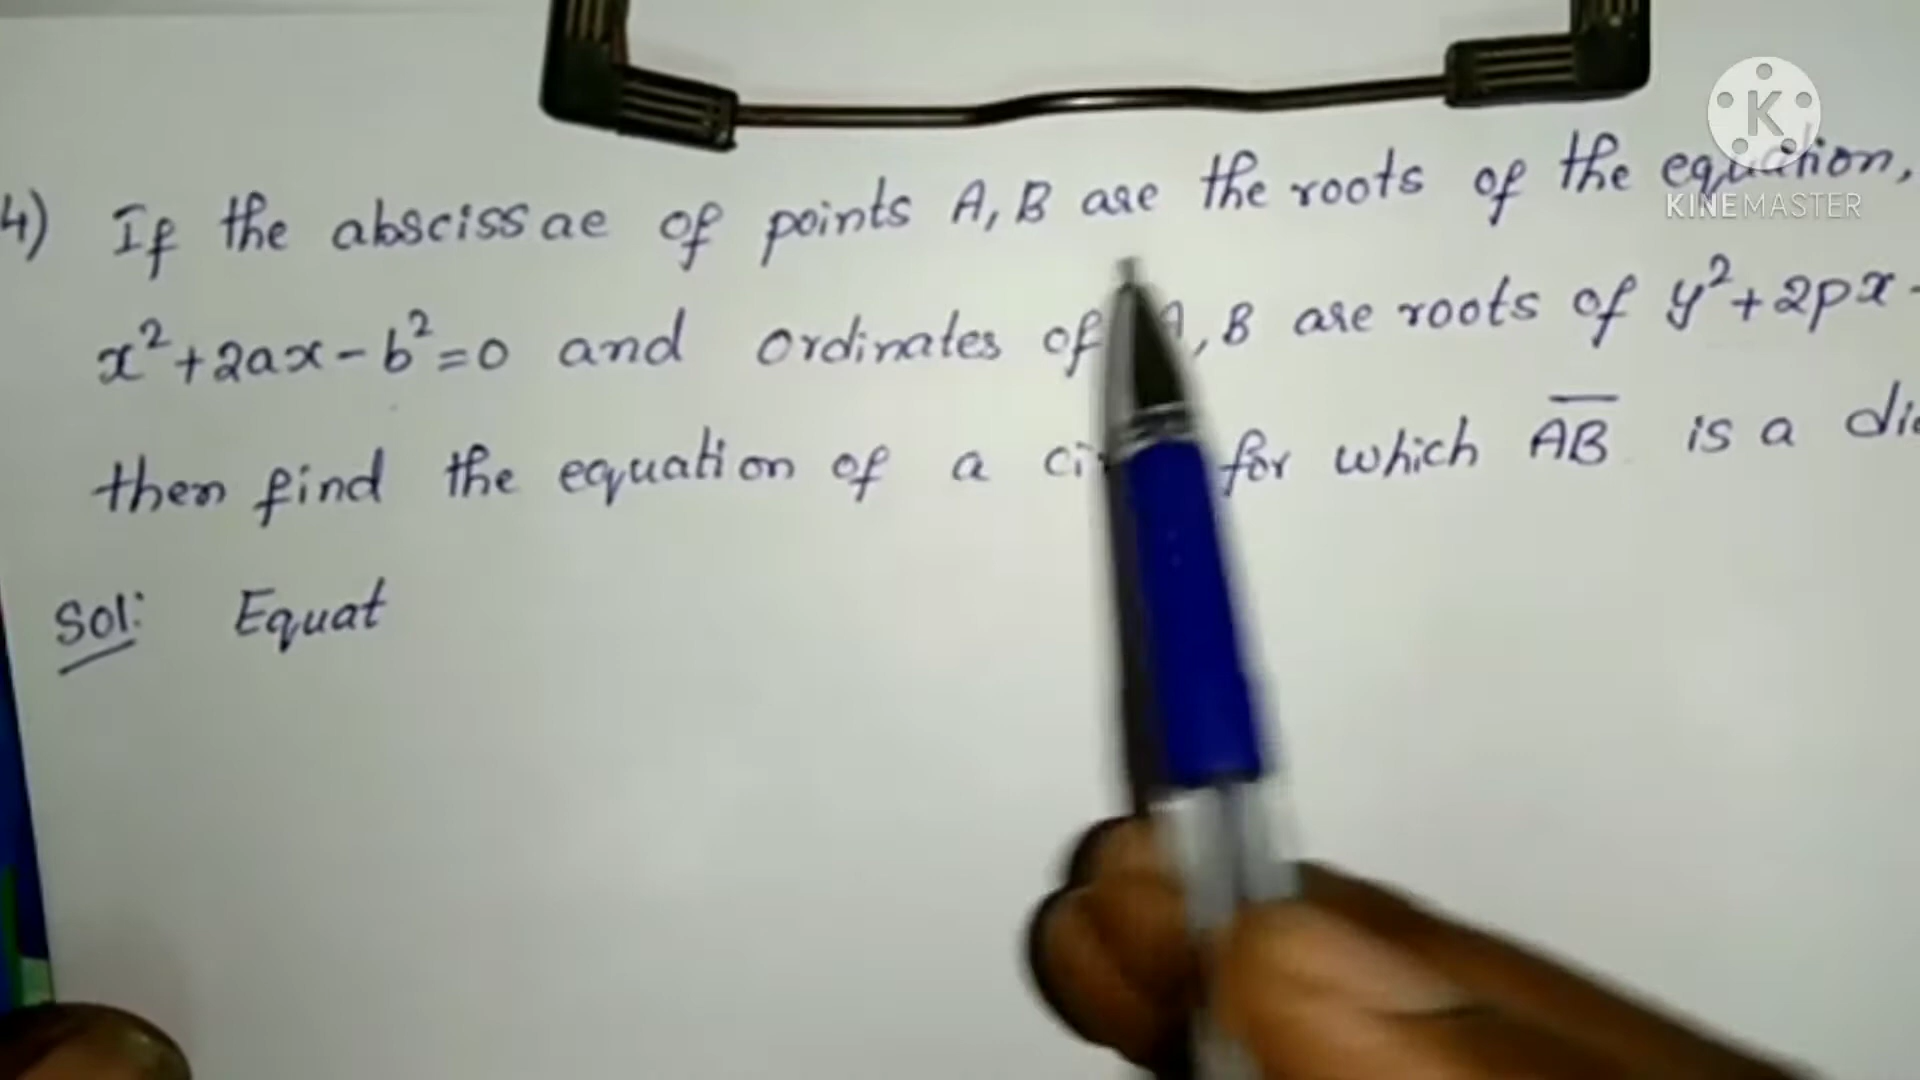 4) If the abscissae of points A, B are the roots of the equation,
x²+2ax-b²=0 and ordinates of A, B are roots of y²+2px-
then find the equation of a for which A̅B̅ is a
Sol: Equat
K
KINEMASTER